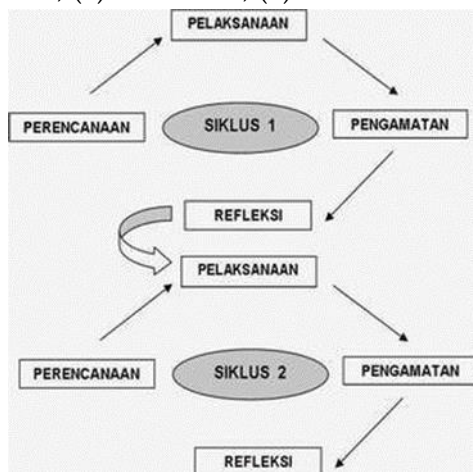 PELAKSANAAN
PERENCANAAN
SIKLUS 1
PENGAMATAN
REFLEKSI
PELAKSANAAN
PERENCANAAN
SIKLUS 2
PENGAMATAN
REFLEKSI